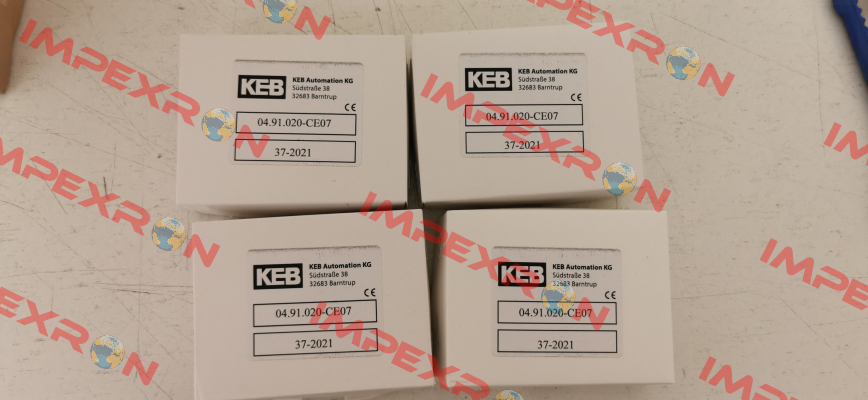 KEB
KEB Automation KG
Südstraße 38
32683 Barntrup
CE
04.91.020-CE07
37-2021
KEB
KEB Automation KG
Südstraße 38
32683 Barntrup
CE
04.91.020-CE07
37-2021
KEB
KEB Automation KG
Südstraße 38
32683 Barntrup
CE
04.91.020-CE07
37-2021
KEB
KEB Automation KG
Südstraße 38
32683 Barntrup
CE
04.91.020-CE07
37-2021
IMPEXRON
IMPEXRON
IMPEXRON
IMPEXRON